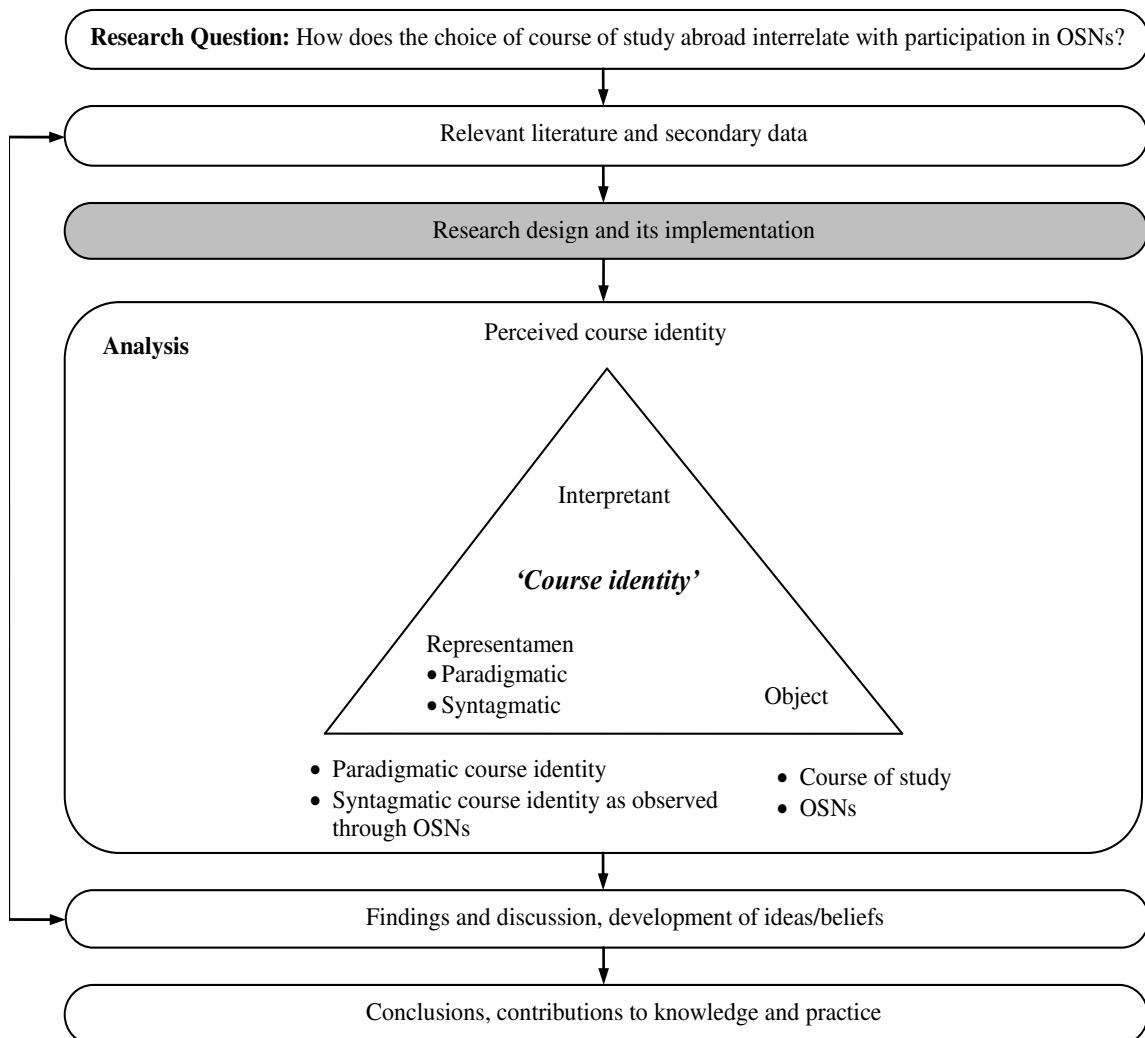 Research Question: How does the choice of course of study abroad interrelate with participation in OSNs?
Relevant literature and secondary data
Research design and its implementation
Analysis
Perceived course identity
Interpretant
‘Course identity’
Representamen
• Paradigmatic
• Syntagmatic
Object
• Paradigmatic course identity
• Syntagmatic course identity as observed
through OSNs
• Course of study
• OSNs
Findings and discussion, development of ideas/beliefs
Conclusions, contributions to knowledge and practice